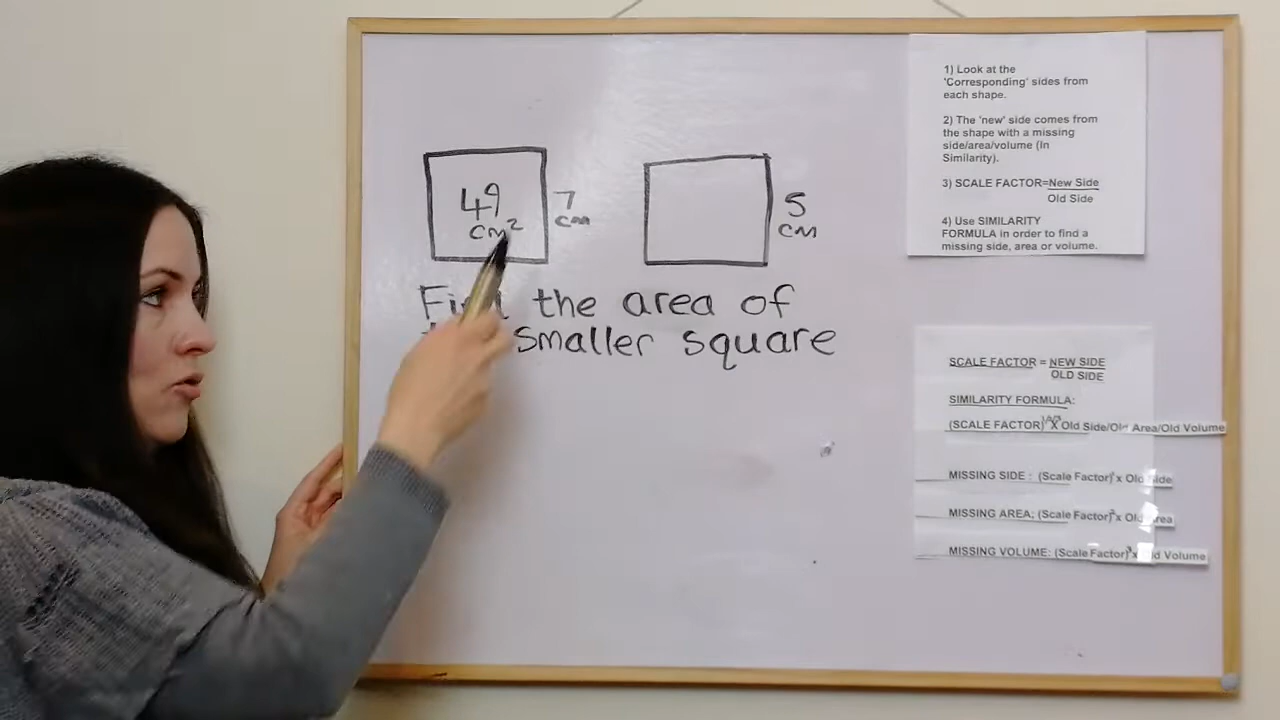 49
cm²
7
cm
5
cm
Find the area of
smaller square
1) Look at the
'Corresponding' sides from
each shape.
2) The 'new' side comes from
the shape with a missing
side/area/volume (In
Similarity).
3) SCALE FACTOR=New Side
Old Side
4) Use SIMILARITY
FORMULA in order to find a
missing side, area or volume.
SCALE FACTOR = NEW SIDE
OLD SIDE
SIMILARITY FORMULA:
(SCALE FACTOR) x Old Side/Old Area/Old Volume
MISSING SIDE : (Scale Factor)¹ x Old Side
MISSING AREA; (Scale Factor)² x Old Area
MISSING VOLUME: (Scale Factor)³x Old Volume